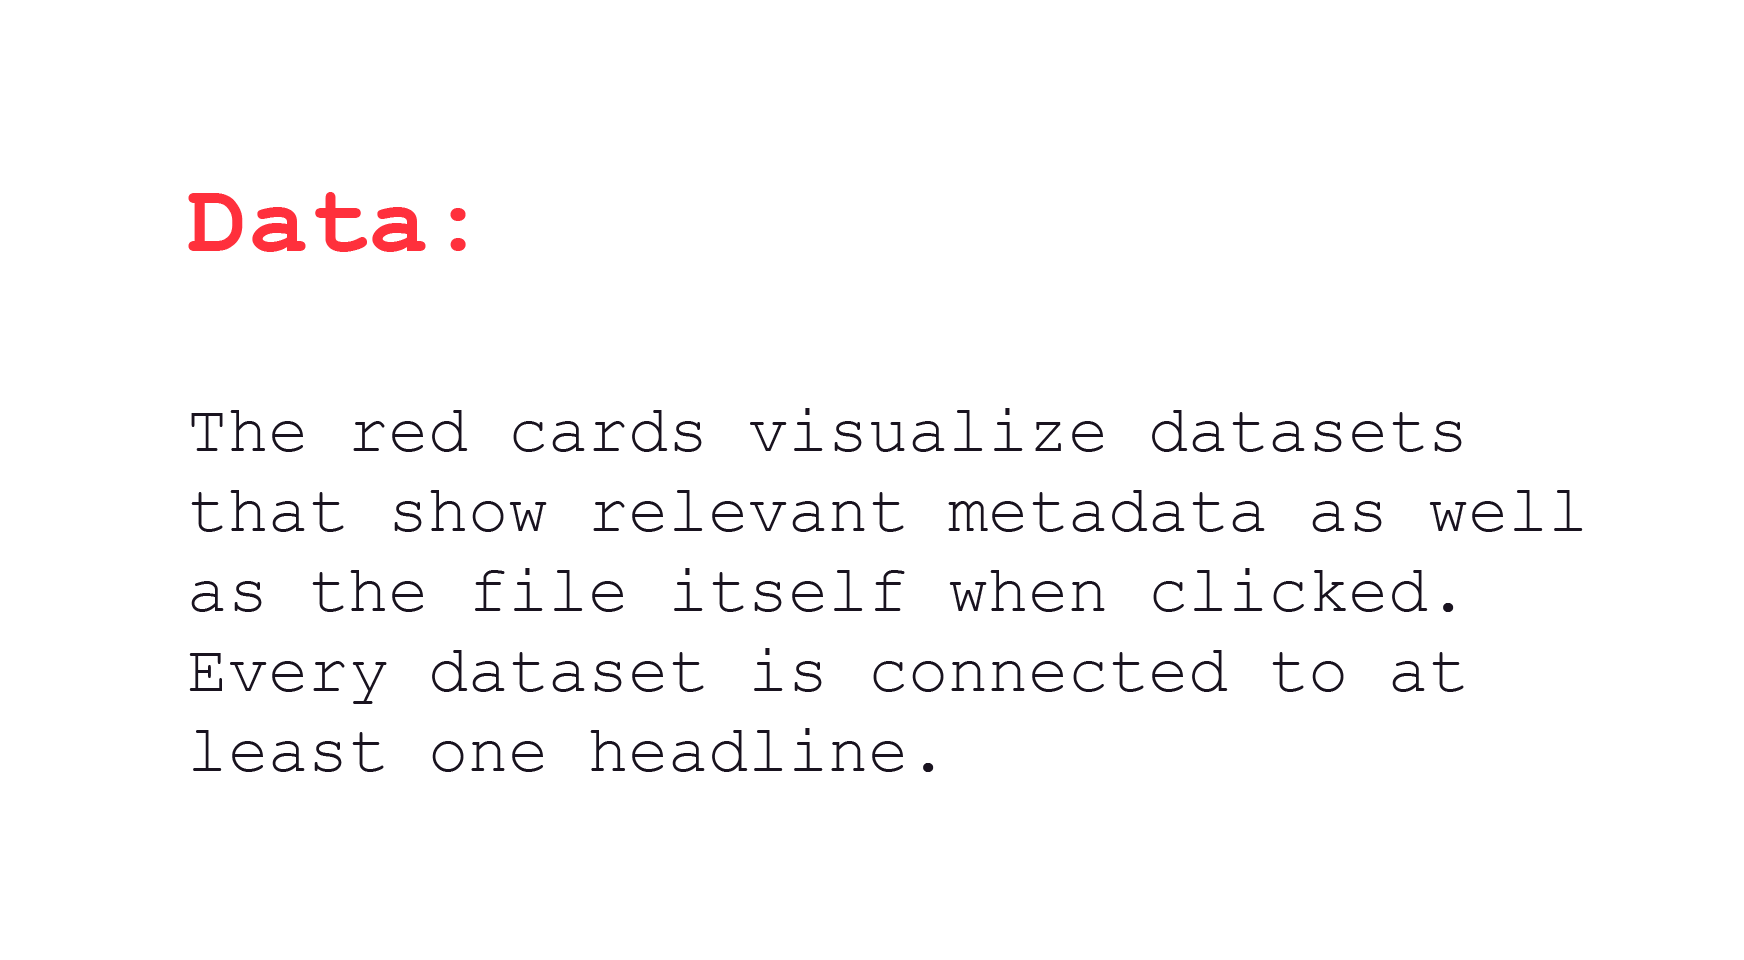 Data:
The red cards visualize datasets
that show relevant metadata as well
as the file itself when clicked.
Every dataset is connected to at
least one headline.